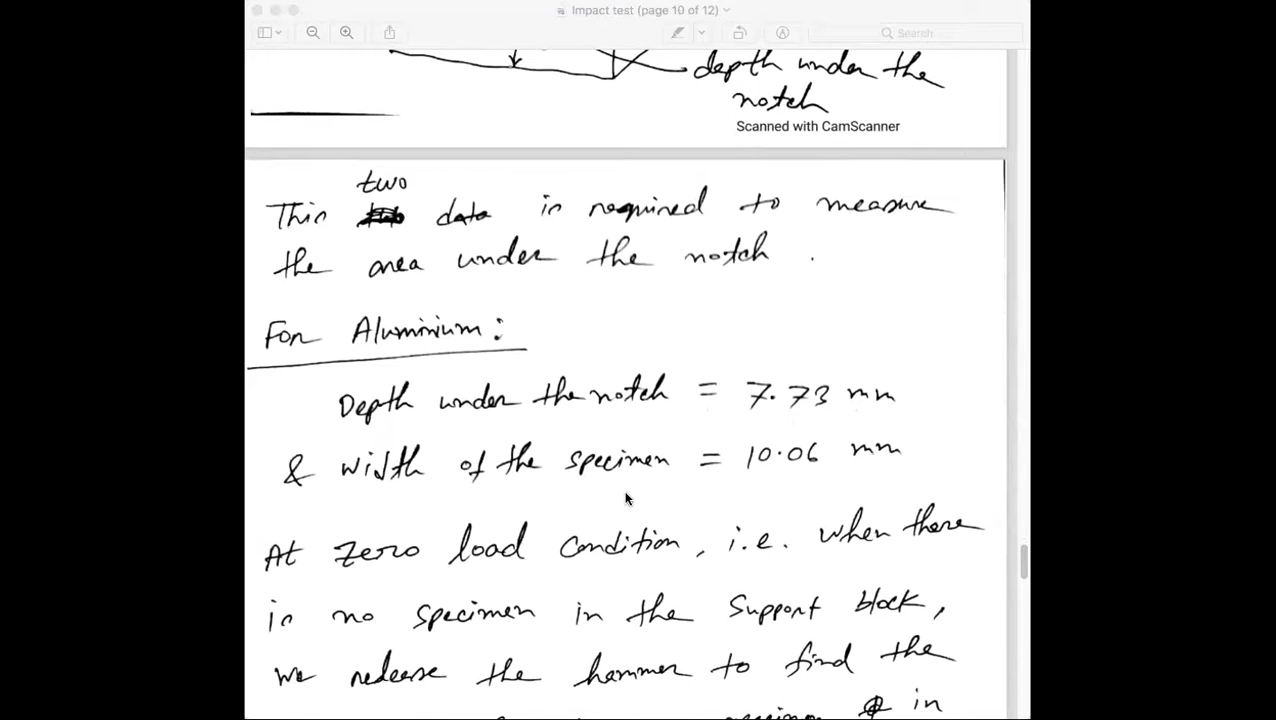 Impact test (page 10 of 12)
Search
depth under the
notch
Scanned with CamScanner
two
This data is required to measure
the area under the notch .
For Aluminium:
Depth under the notch = 7.73 mm
& width of the specimen = 10.06 mm
At zero load condition, i.e. when there
is no specimen in the support block,
we release the hammer to find the
in